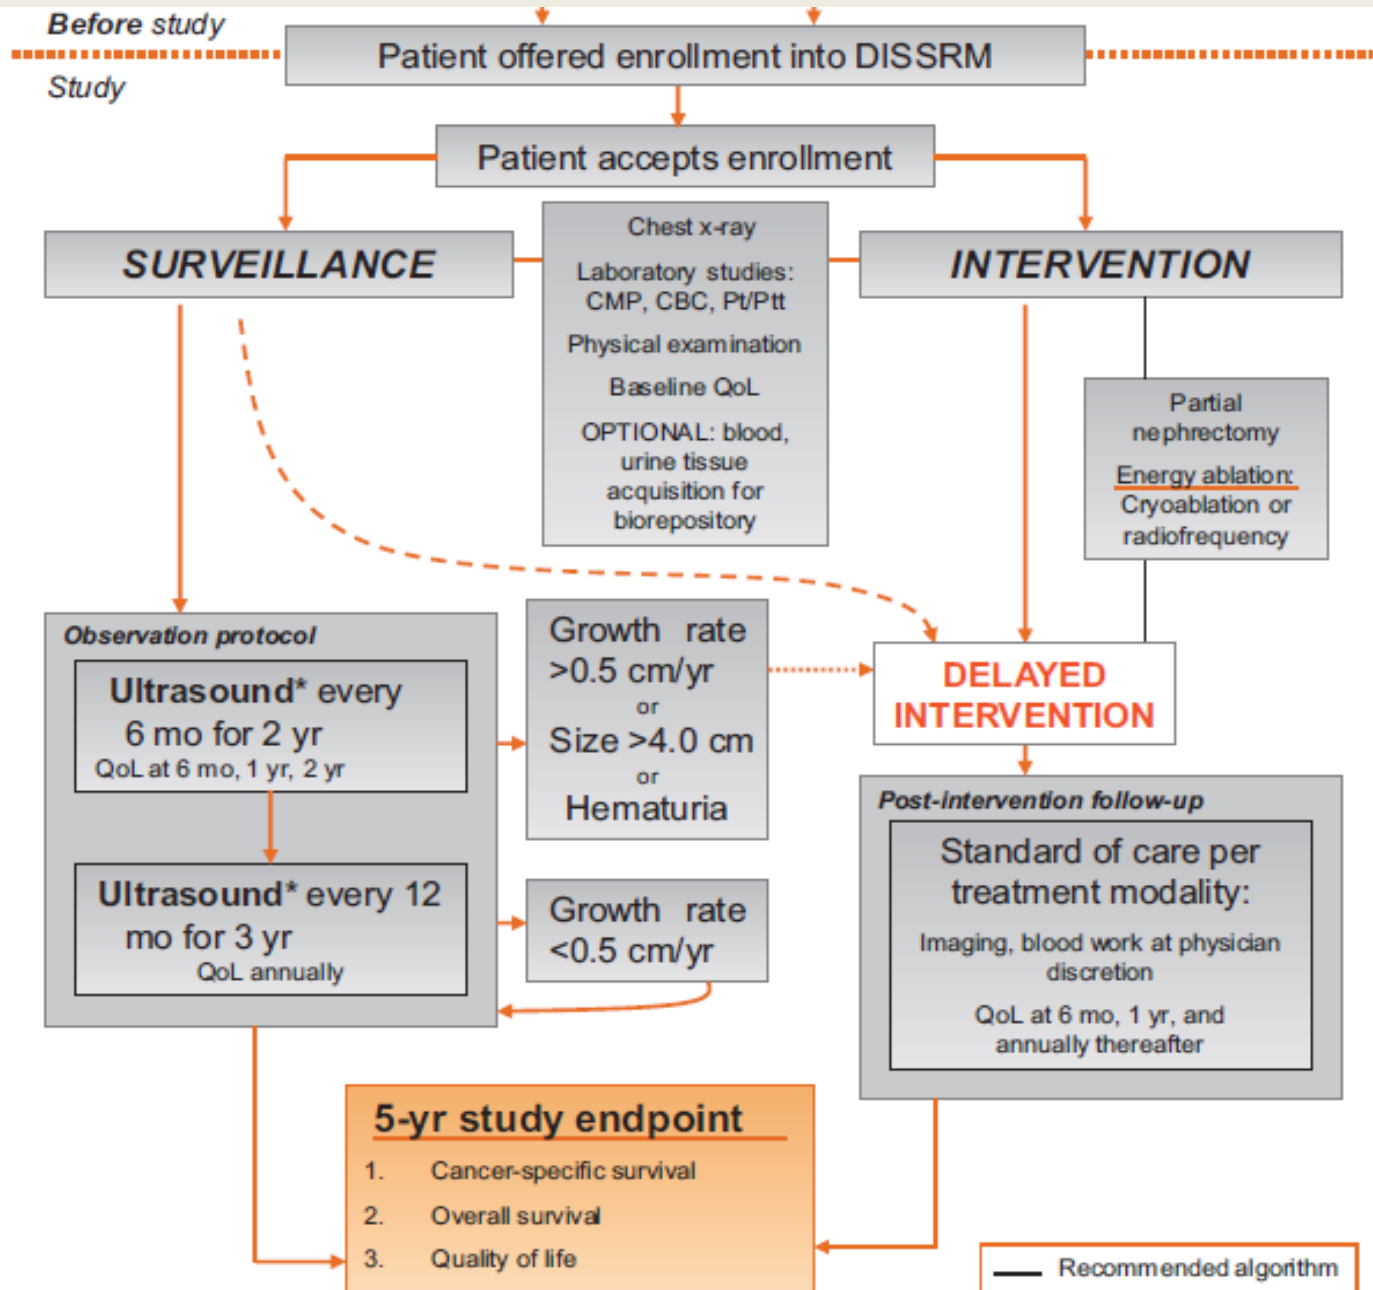 Before study
Patient offered enrollment into DISSRM
Study
Patient accepts enrollment
SURVEILLANCE
Chest x-ray
Laboratory studies:
CMP, CBC, Pt/Ptt
Physical examination
Baseline QoL
OPTIONAL: blood,
urine tissue
acquisition for
biorepository
INTERVENTION
Partial
nephrectomy
Energy ablation:
Cryoablation or
radiofrequency
Observation protocol
Ultrasound* every
6 mo for 2 yr
QoL at 6 mo, 1 yr, 2 yr
Ultrasound* every 12
mo for 3 yr
QoL annually
Growth rate
>0.5 cm/yr
or
Size >4.0 cm
or
Hematuria
Growth rate
<0.5 cm/yr
DELAYED
INTERVENTION
Post-intervention follow-up
Standard of care per
treatment modality:
Imaging, blood work at physician
discretion
QoL at 6 mo, 1 yr, and
annually thereafter
5-yr study endpoint
1. Cancer-specific survival
2. Overall survival
3. Quality of life
Recommended algorithm